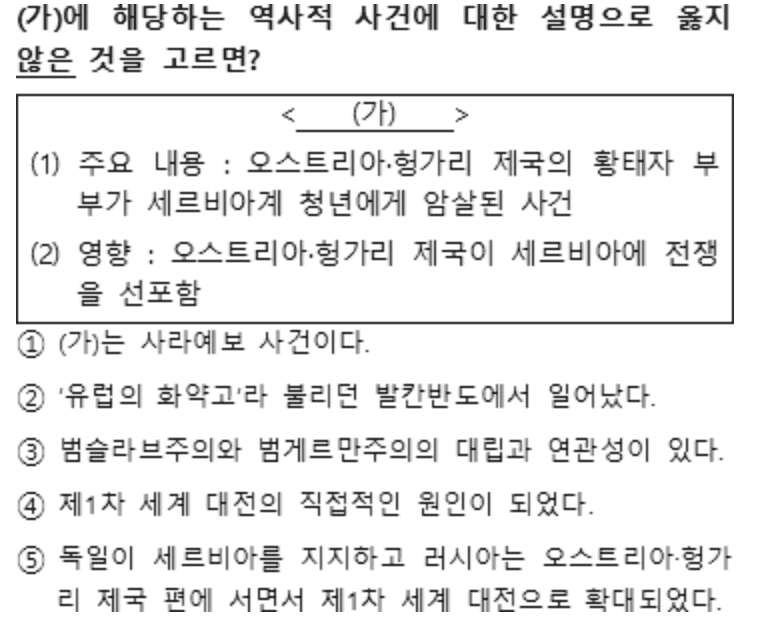 (가)에 해당하는 역사적 사건에 대한 설명으로 옳지
않은 것을 고르면?
< (가) >
(1) 주요 내용 : 오스트리아·헝가리 제국의 황태자 부
부가 세르비아계 청년에게 암살된 사건
(2) 영향 : 오스트리아·헝가리 제국이 세르비아에 전쟁
을 선포함
① (가)는 사라예보 사건이다.
② '유럽의 화약고'라 불리던 발칸반도에서 일어났다.
③ 범슬라브주의와 범게르만주의의 대립과 연관성이 있다.
④ 제1차 세계 대전의 직접적인 원인이 되었다.
⑤ 독일이 세르비아를 지지하고 러시아는 오스트리아·헝가
리 제국 편에 서면서 제1차 세계 대전으로 확대되었다.